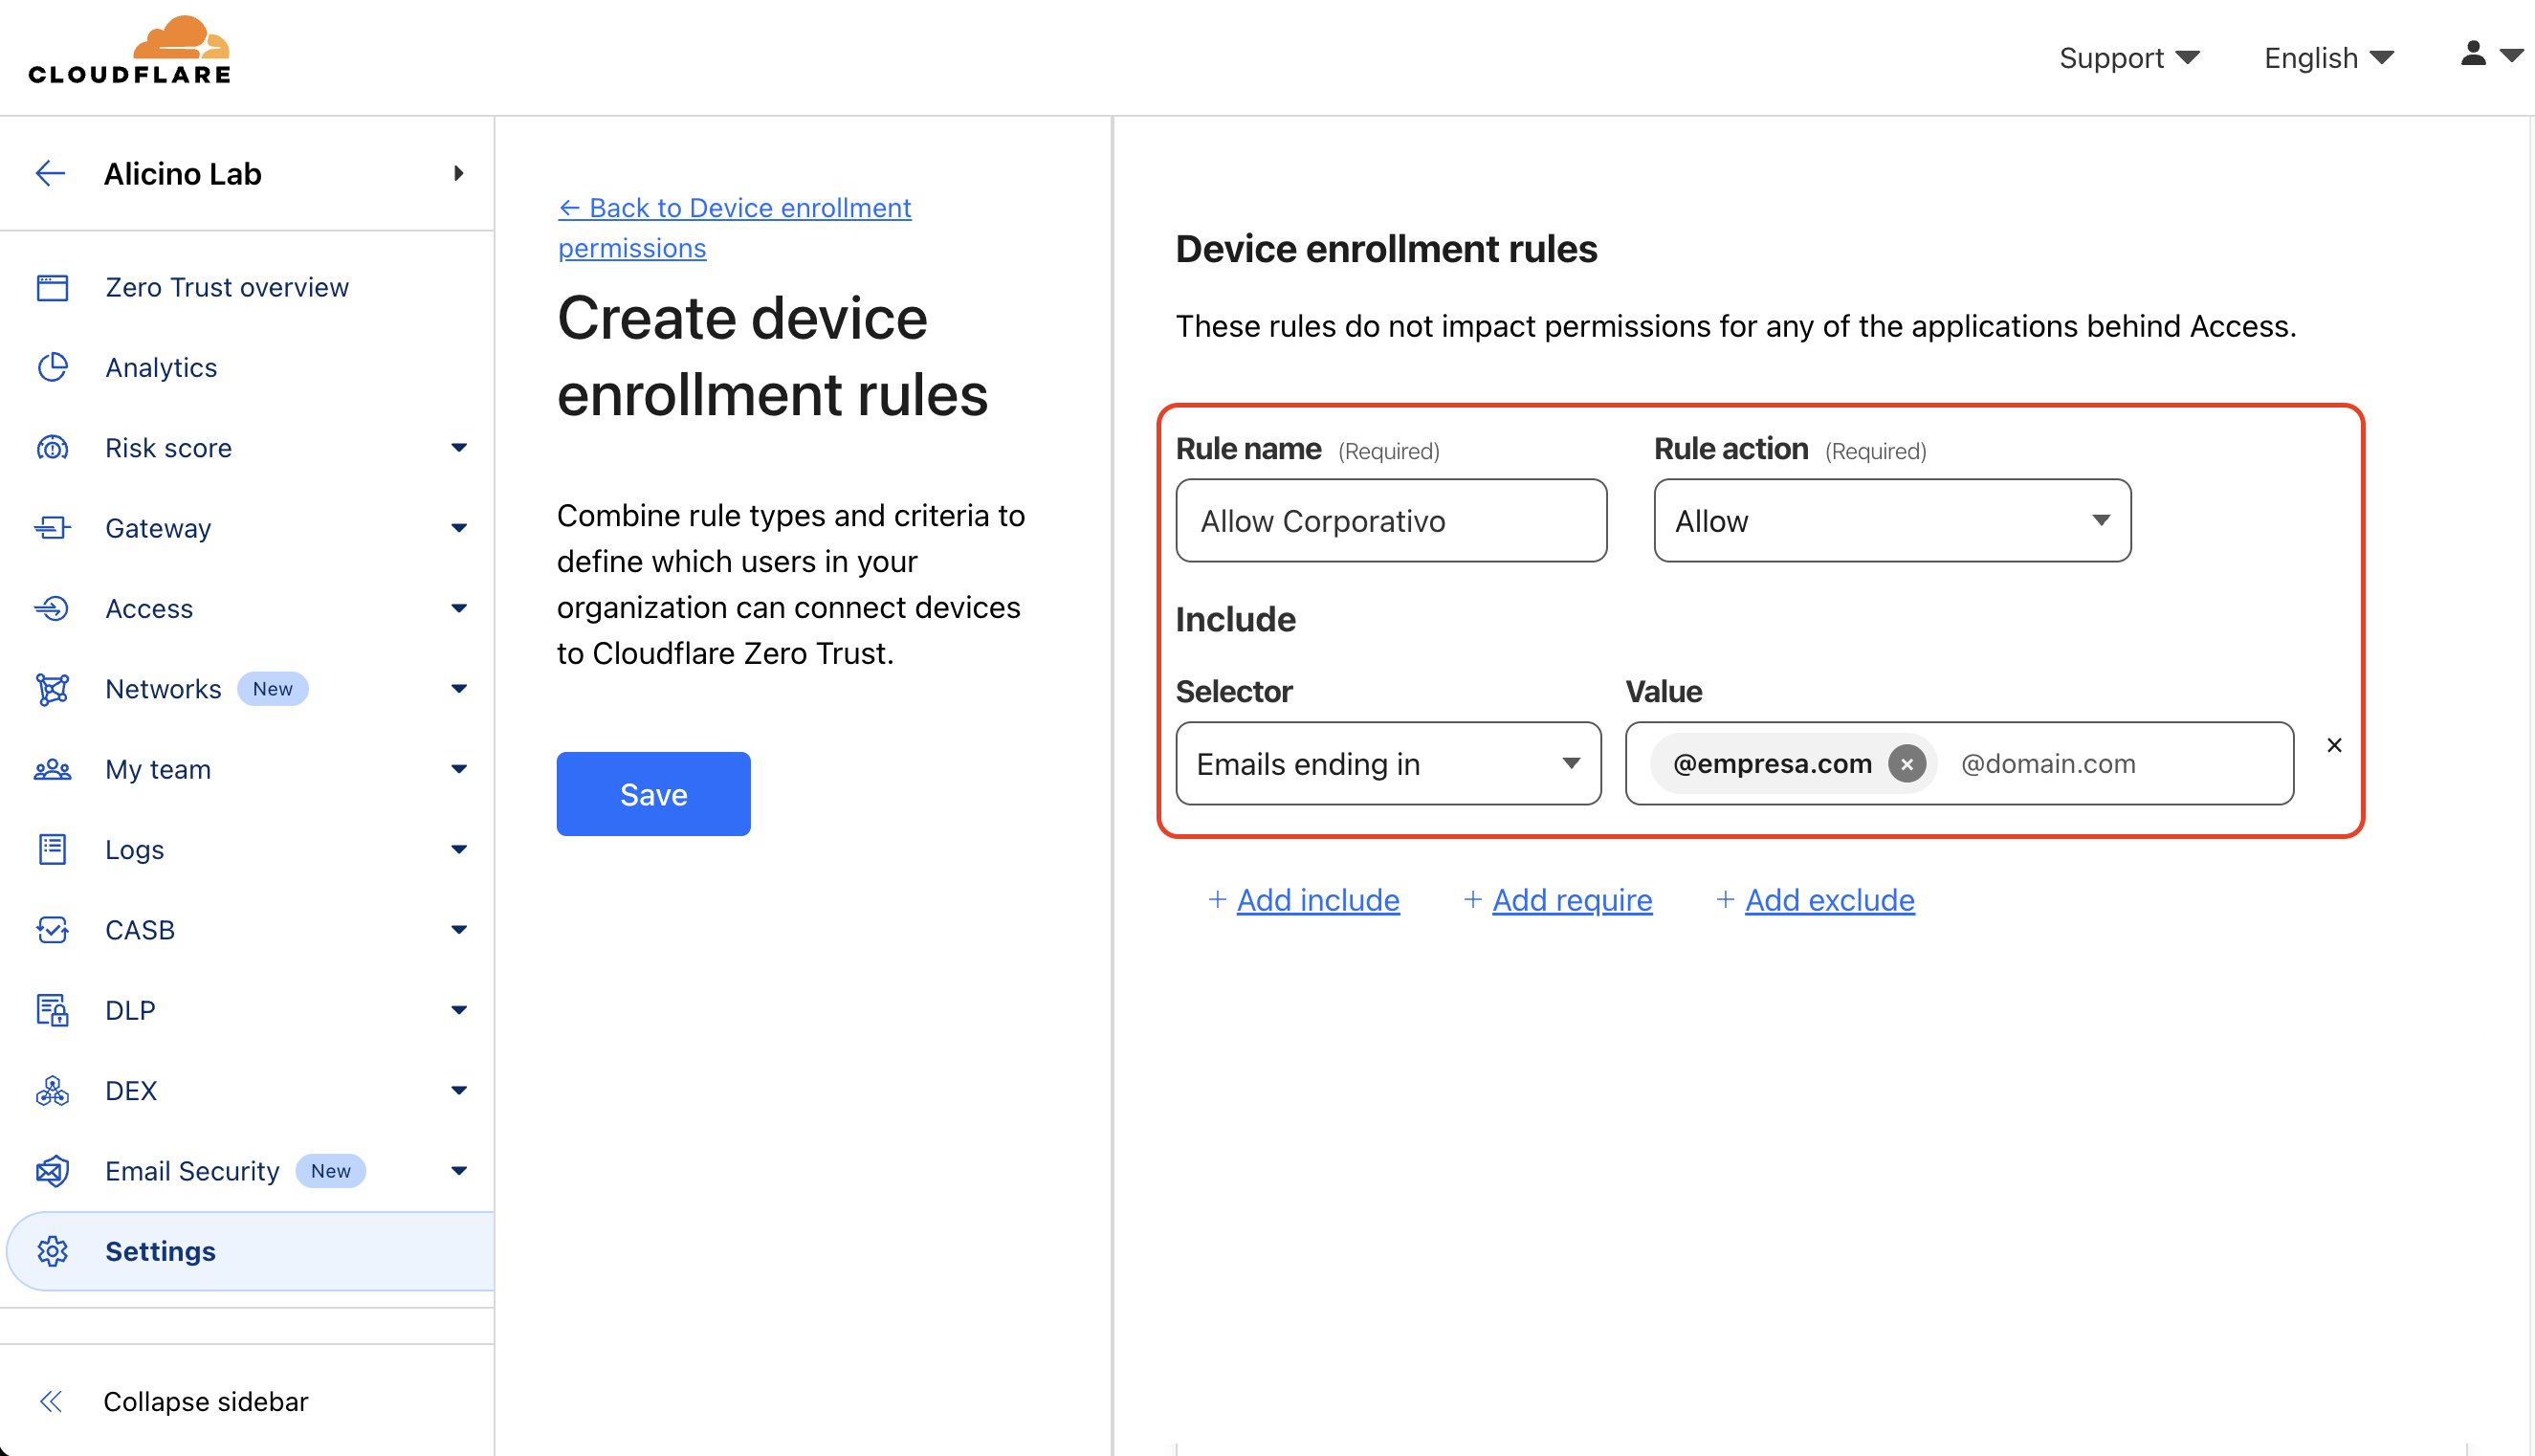 CLOUDFLARE
Support
English
Alicino Lab
Zero Trust overview
Analytics
Risk score
Gateway
Access
Networks New
My team
Logs
CASB
DLP
DEX
Email Security New
Settings
Collapse sidebar
← Back to Device enrollment
permissions
Create device
enrollment rules
Combine rule types and criteria to
define which users in your
organization can connect devices
to Cloudflare Zero Trust.
Save
Device enrollment rules
These rules do not impact permissions for any of the applications behind Access.
Rule name (Required)
Rule action (Required)
Allow Corporativo
Allow
Include
Selector
Value
Emails ending in
@empresa.com × @domain.com
×
+ Add include
+ Add require
+ Add exclude